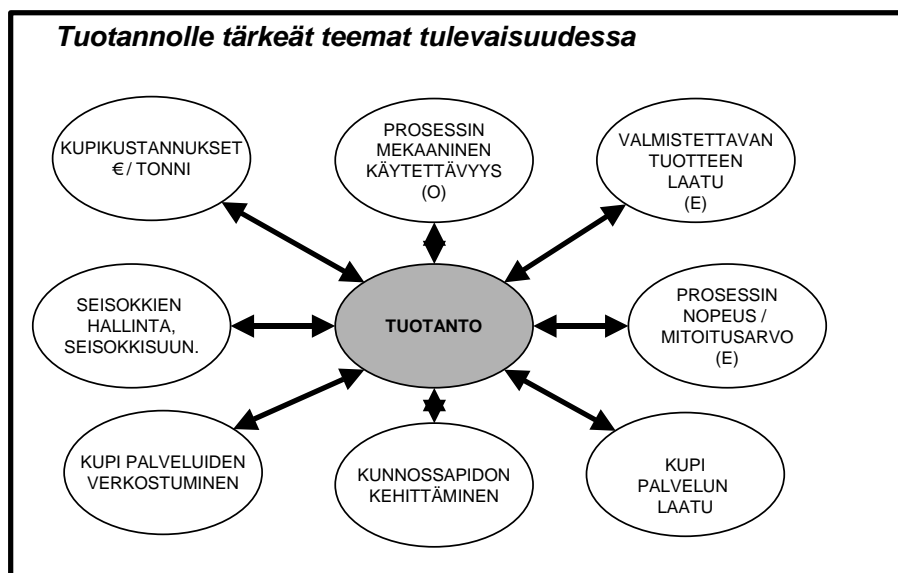 Tuotannolle tärkeät teemat tulevaisuudessa
KUPIKUSTANNUKSET
€ / TONNI
PROSESSIN
MEKAANINEN
KÄYTETTÄVYYS
(O)
VALMISTETTAVAN
TUOTTEEN
LAATU
(E)
SEISOKKIEN
HALLINTA,
SEISOKKISUUN.
TUOTANTO
PROSESSIN
NOPEUS /
MITOITUSARVO
(E)
KUPI PALVELUIDEN
VERKOSTUMINEN
KUNNOSSAPIDON
KEHITTÄMINEN
KUPI
PALVELUN
LAATU